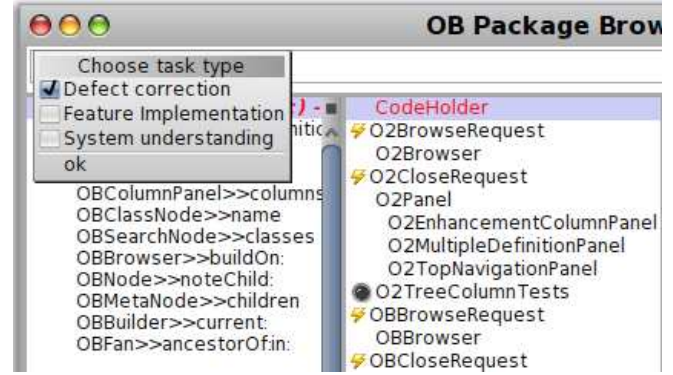 OB Package Brow
Choose task type
Defect correction
Feature Implementation
System understanding
ok
) -
nitic
OBColumnPanel>>columns
OBClassNode>>name
OBSearchNode>>classes
OBBrowser>>buildOn:
OBNode>>noteChild:
OBMetaNode>>children
OBBuilder>>current:
OBFan>>ancestorOf:in:
CodeHolder
O2BrowseRequest
O2Browser
O2CloseRequest
O2Panel
O2EnhancementColumnPanel
O2MultipleDefinitionPanel
O2TopNavigationPanel
O2TreeColumnTests
OBBrowseRequest
OBBrowser
OBCloseRequest